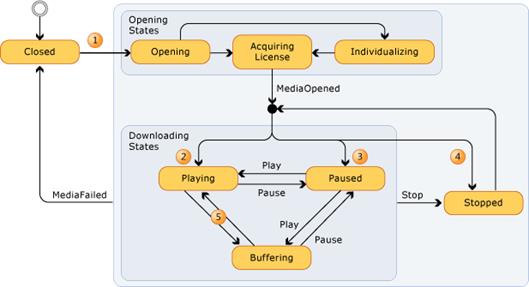 Opening
States
1
Closed
Opening
Acquiring
License
Individualizing
MediaOpened
Downloading
States
2
3
4
Play
Playing
Paused
Pause
MediaFailed
Stop
Stopped
5
Play
Pause
Buffering